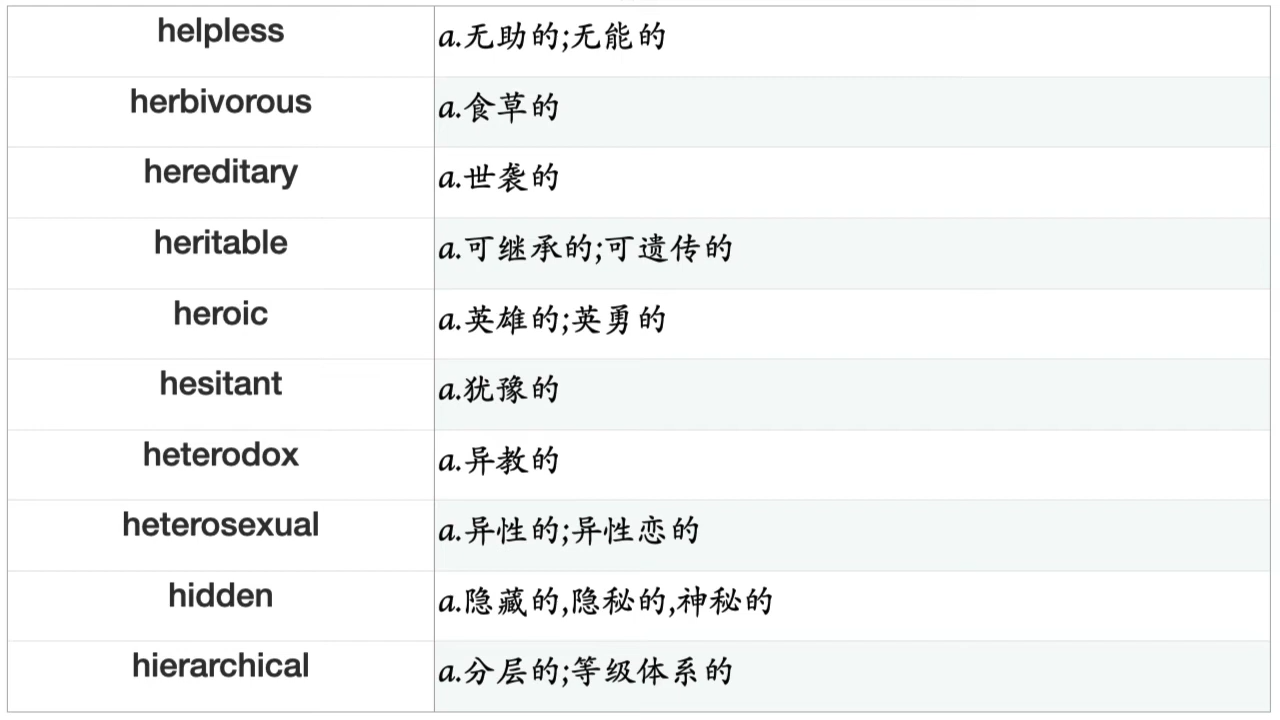 helpless a.无助的;无能的
herbivorous a.食草的
hereditary a.世袭的
heritable a.可继承的;可遗传的
heroic a.英雄的;英勇的
hesitant a.犹豫的
heterodox a.异教的
heterosexual a.异性的;异性恋的
hidden a.隐藏的,隐秘的,神秘的
hierarchical a.分层的;等级体系的